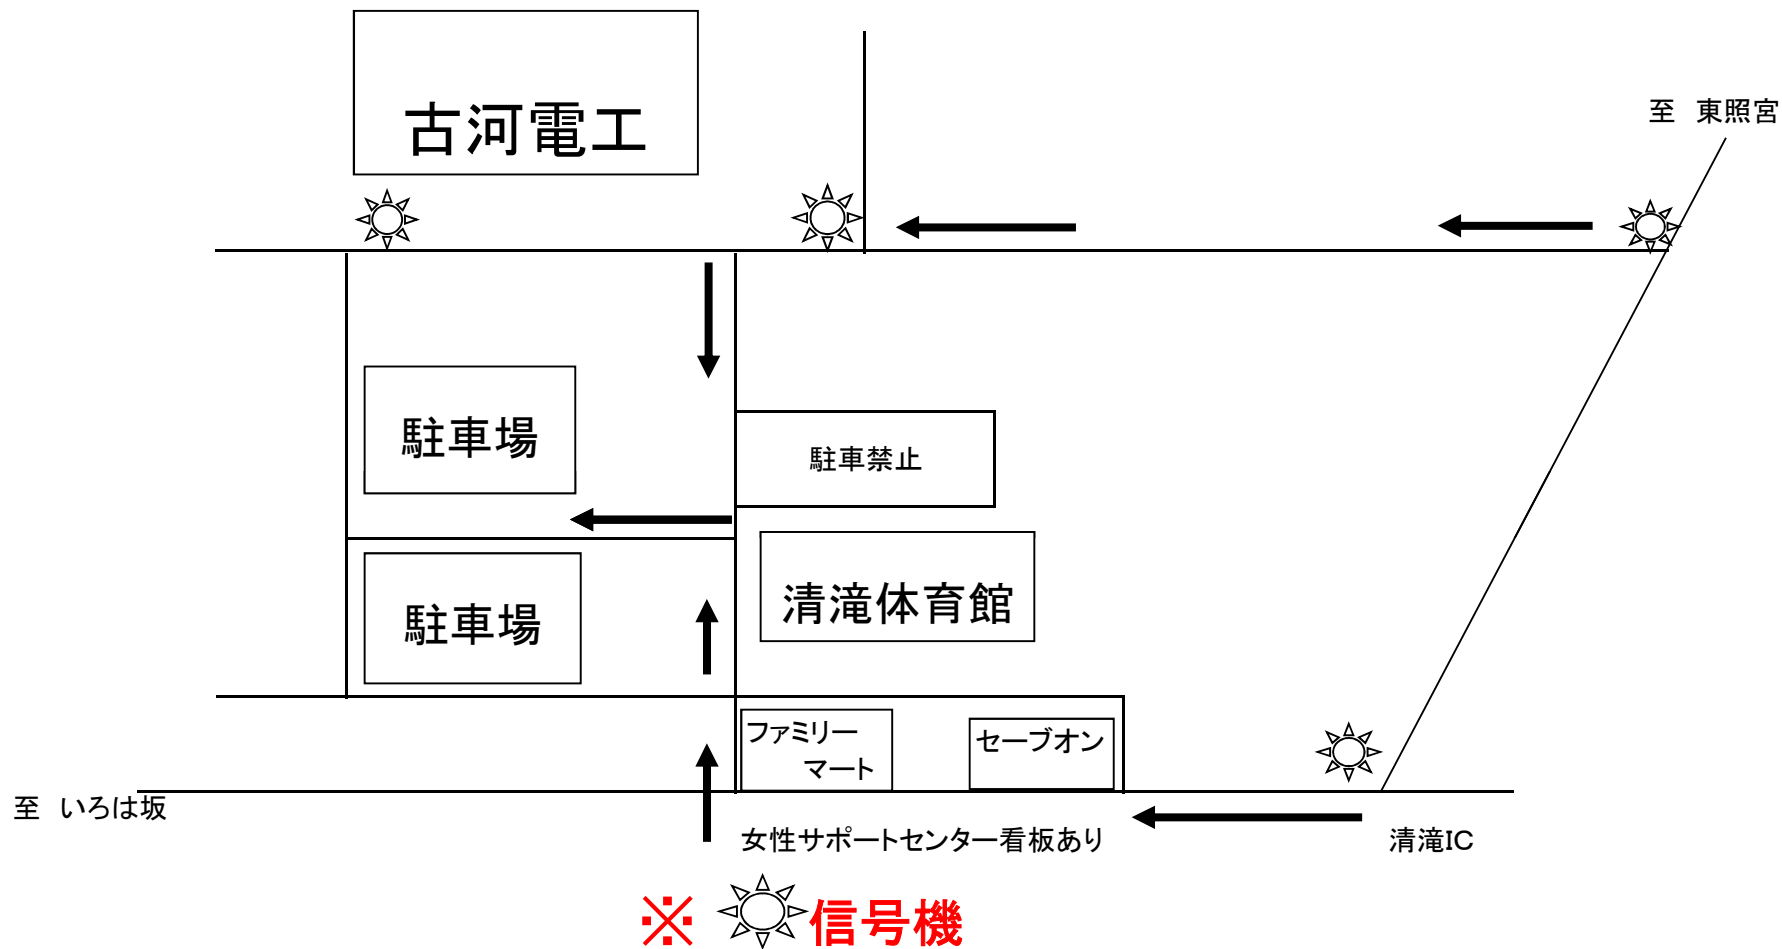 古河電工
至　東照宮
駐車場
駐車禁止
清滝体育館
駐車場
ファミリー
マート
セーブオン
至　いろは坂
女性サポートセンター看板あり
清滝IC
※　信号機